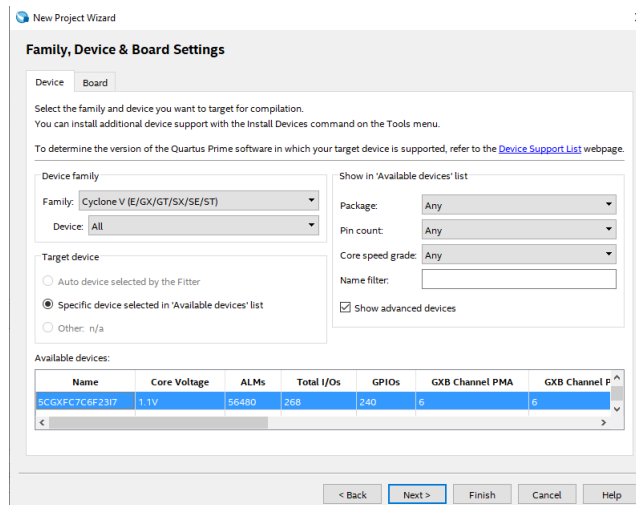 New Project Wizard
Family, Device & Board Settings
Device Board
Select the family and device you want to target for compilation.
You can install additional device support with the Install Devices command on the Tools menu.
To determine the version of the Quartus Prime software in which your target device is supported, refer to the Device Support List webpage.
Device family
Family: Cyclone V (E/GX/GT/SX/SE/ST)
Device: All
Target device
Auto device selected by the Fitter
Specific device selected in 'Available devices' list
Other: n/a
Show in 'Available devices' list
Package: Any
Pin count: Any
Core speed grade: Any
Name filter:
Show advanced devices
Available devices:
Name Core Voltage ALMs Total I/Os GPIOs GXB Channel PMA GXB Channel P
5CGXFC7C6F23I7 1.1V 56480 268 240 6 6
< Back Next > Finish Cancel Help